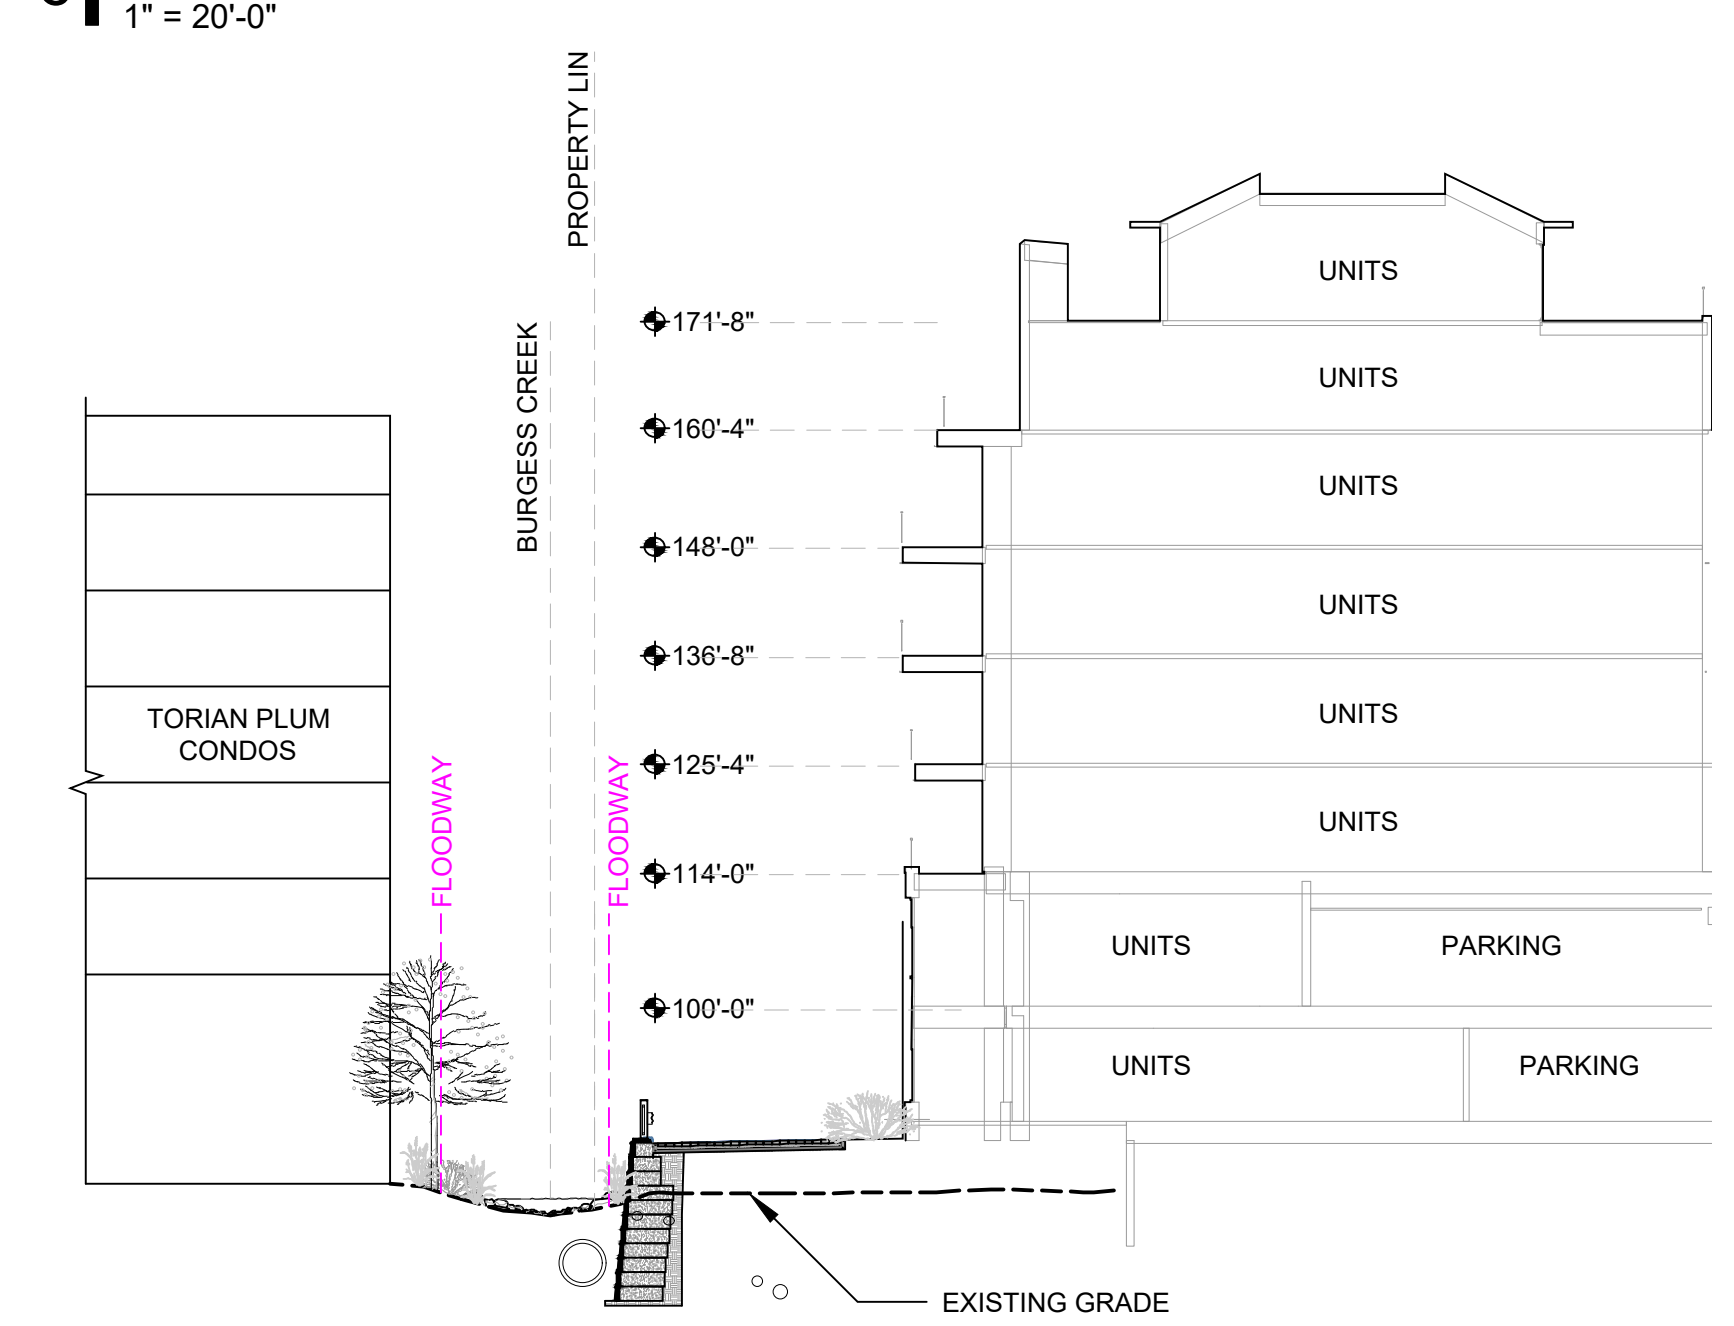 1" = 20'-0"
PROPERTY LIN
BURGESS CREEK
171'-8"
160'-4"
148'-0"
136'-8"
125'-4"
114'-0"
100'-0"
UNITS
UNITS
UNITS
UNITS
UNITS
UNITS
UNITS
PARKING
UNITS
PARKING
TORIAN PLUM
CONDOS
FLOODWAY
FLOODWAY
EXISTING GRADE